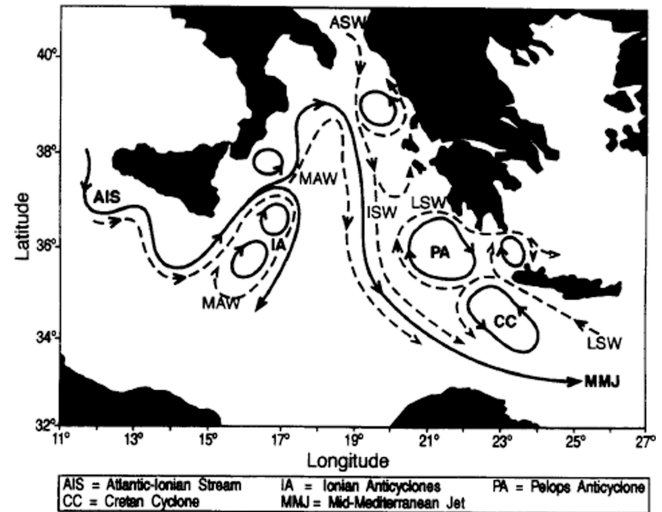 ASW
40°
38°
MAW
AIS
LSW
ISW
IA
PA
36°
MAW
CC
34°
LSW
MMJ
32°
11° 13° 15° 17° 19° 21° 23° 25° 27°
Latitude
Longitude
AIS = Atlantic-Ionian Stream IA = Ionian Anticyclones PA = Pelops Anticyclone
CC = Cretan Cyclone MMJ = Mid-Mediterranean Jet